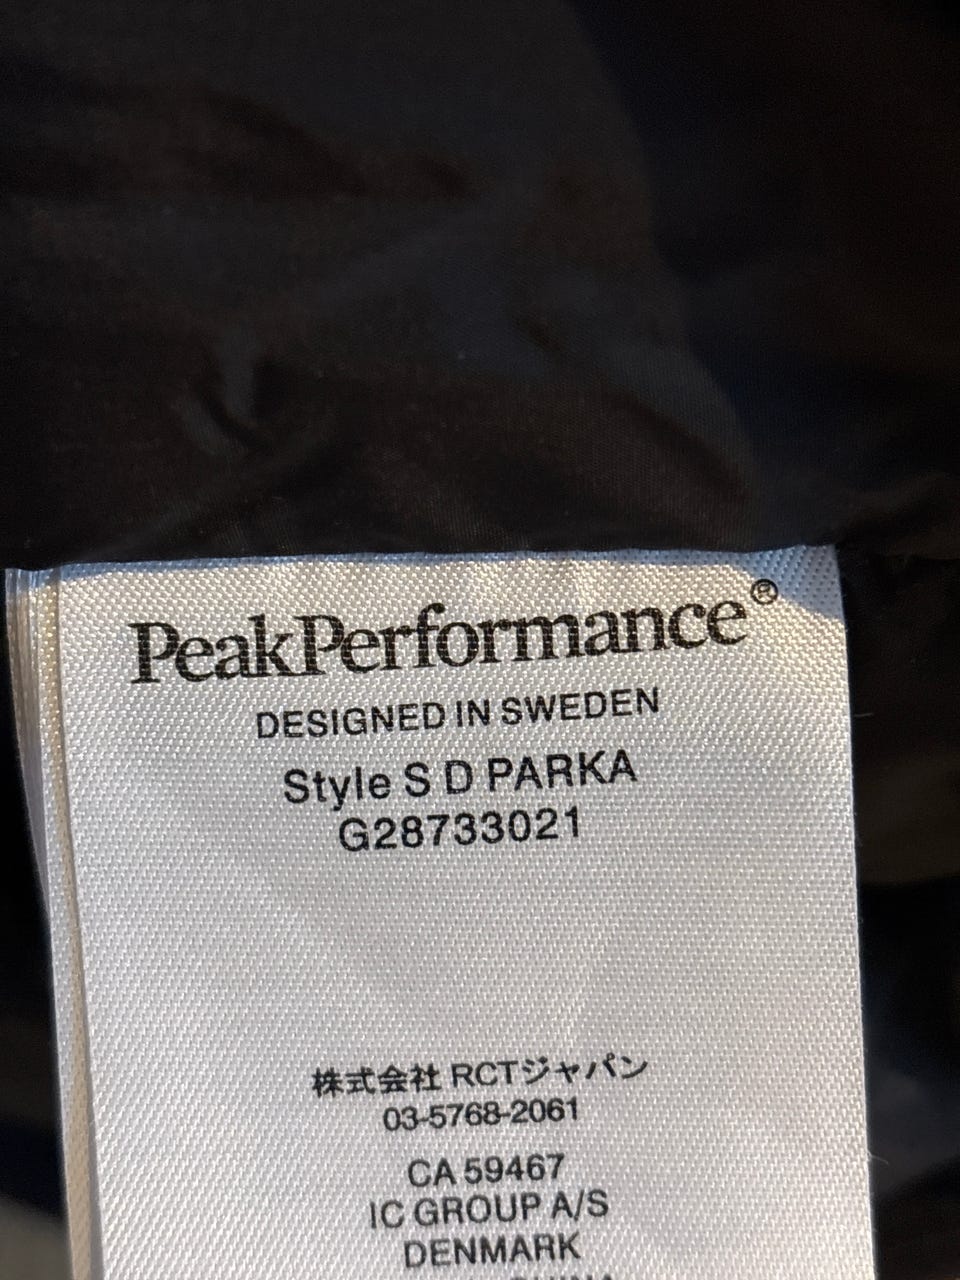 PeakPerformance®
DESIGNED IN SWEDEN
Style S D PARKA
G28733021
株式会社 RCTジャパン
03-5768-2061
CA 59467
IC GROUP A/S
DENMARK